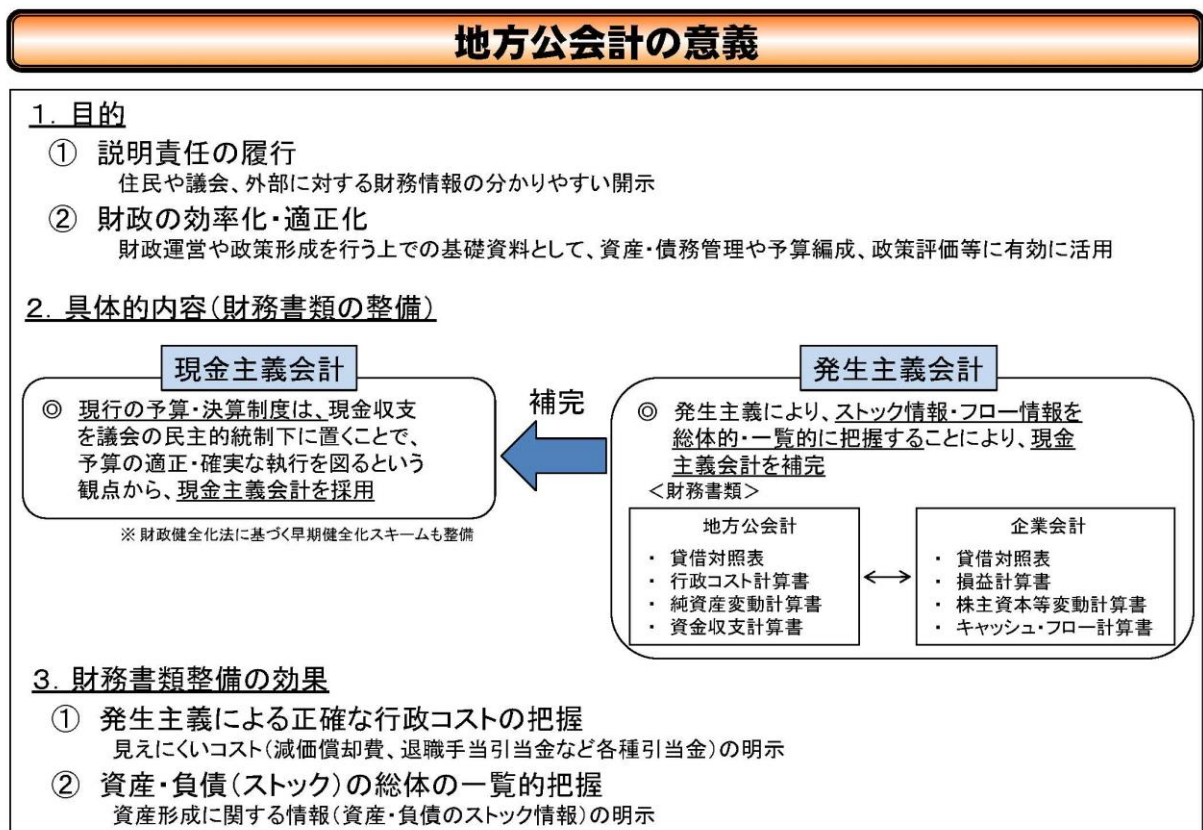 地方公会計の意義
1. 目的
① 説明責任の履行
住民や議会、外部に対する財務情報の分かりやすい開示
② 財政の効率化・適正化
財政運営や政策形成を行う上での基礎資料として、資産・債務管理や予算編成、政策評価等に有効に活用
2. 具体的内容(財務書類の整備)
現金主義会計
◎ 現行の予算・決算制度は、現金収支
を議会の民主的統制下に置くことで、
予算の適正・確実な執行を図るという
観点から、現金主義会計を採用
※ 財政健全化法に基づく早期健全化スキームも整備
補完
発生主義会計
◎ 発生主義により、ストック情報・フロー情報を
総体的・一覧的に把握することにより、現金
主義会計を補完
<財務書類>
地方公会計
・ 貸借対照表
・ 行政コスト計算書
・ 純資産変動計算書
・ 資金収支計算書
企業会計
・ 貸借対照表
・ 損益計算書
・ 株主資本等変動計算書
・ キャッシュ・フロー計算書
3. 財務書類整備の効果
① 発生主義による正確な行政コストの把握
見えにくいコスト(減価償却費、退職手当引当金など各種引当金)の明示
② 資産・負債(ストック)の総体の一覧的把握
資産形成に関する情報(資産・負債のストック情報)の明示